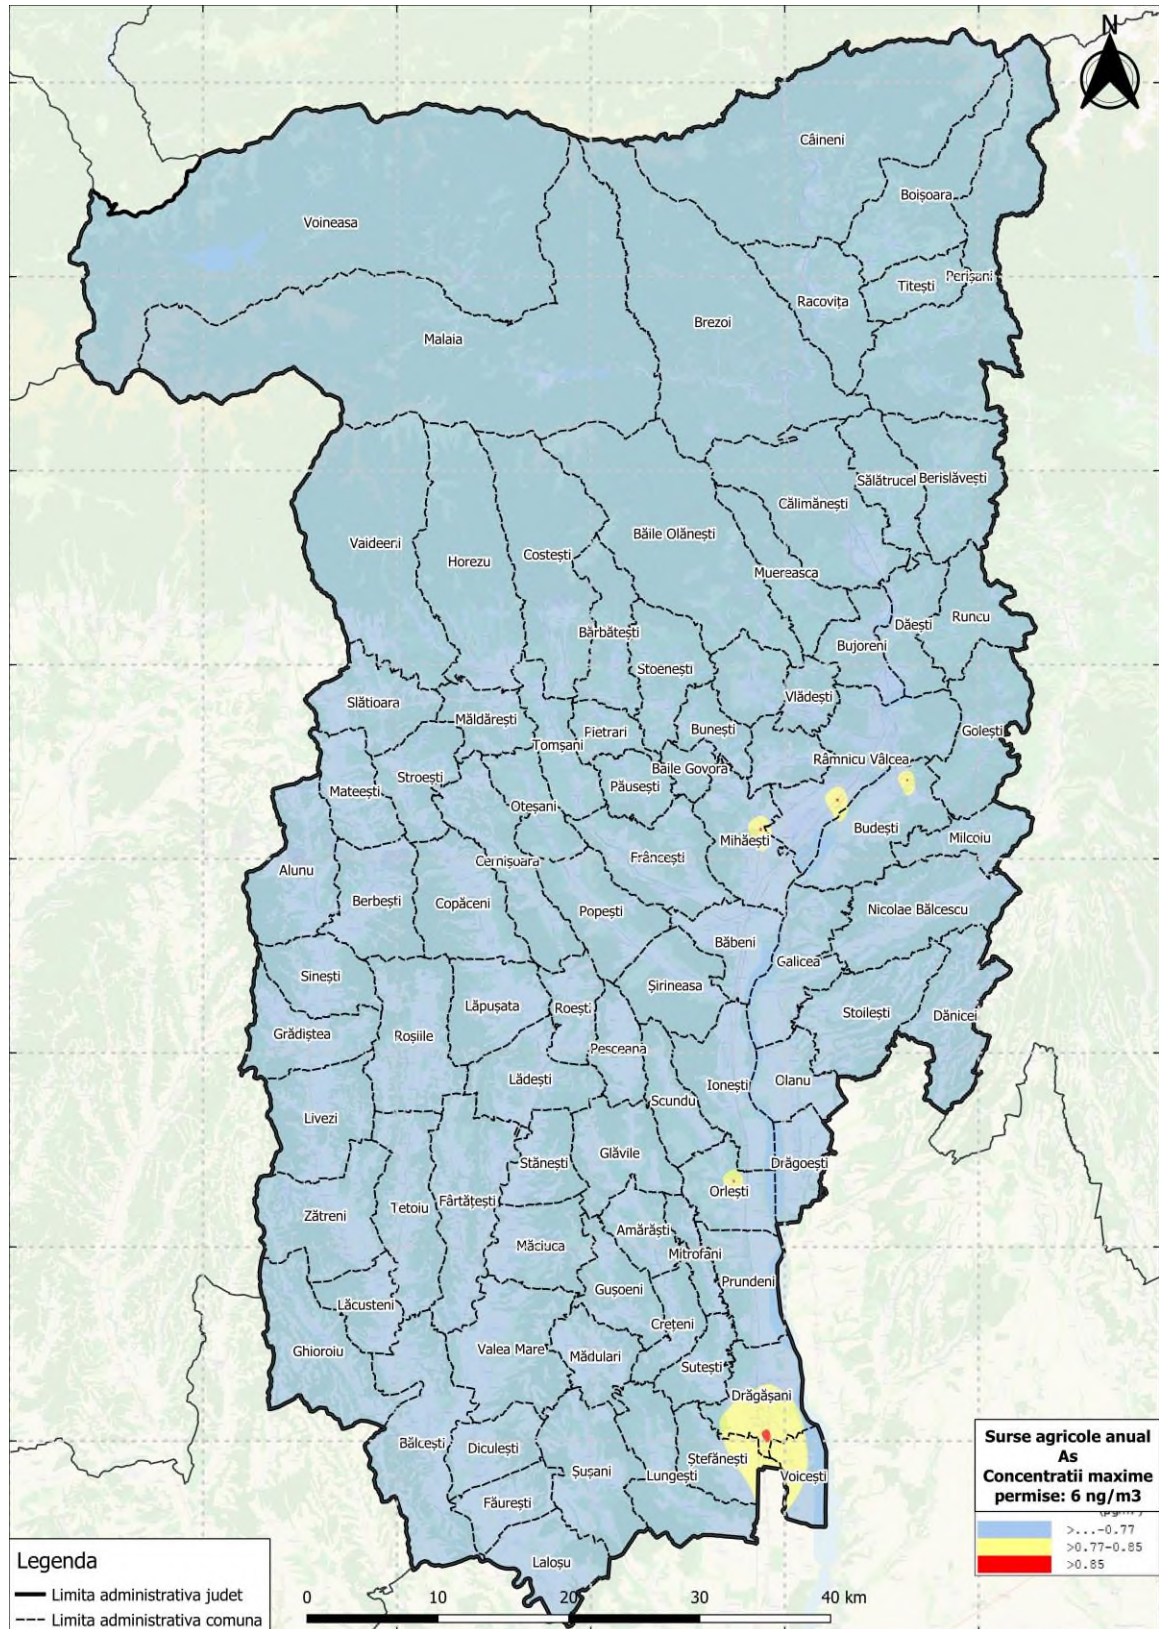 N
Câineni
Boișoara
Voineasa
Perișani
Titești
Racovița
Brezoi
Malaia
Sălătrucel
Berislăvești
Călimănești
Băile Olănești
Vaideeni
Costești
Horezu
Muereasca
Runcu
Dăești
Bărbătești
Bujoreni
Stoenești
Vlădești
Slătioara
Măldărești
Bunești
Golești
Pietrari
Tomșani
Râmnicu Vâlcea
Băile Govora
Stroești
Păusești
Mateești
Oteșani
Budești
Mihăești
Milcoiu
Frâncești
Cernișoara
Alunu
Berbești
Copăceni
Popești
Nicolae Bălcescu
Băbeni
Galicea
Sinești
Șirineasa
Lăpușata
Roești
Stoilești
Dănicei
Grădiștea
Roșiile
Pesceana
Lădești
Olanu
Ionești
Scundu
Livezi
Glăvile
Stănești
Drăgoești
Orlești
Fârtățești
Tetoiu
Zătreni
Amărăști
Măciuca
Mitrofani
Prundeni
Gușoeni
Lăcusteni
Crețeni
Ghioroiu
Valea Mare
Mădulari
Sutești
Drăgășani
Bălcești
Diculești
Ștefănești
Șușani
Lungești
Voicești
Făurești
Lalosu
Surse agricole anual
As
Concentratii maxime
permise: 6 ng/m3
>...-0.77
>0.77-0.85
>0.85
Legenda
Limita administrativa judet
Limita administrativa comuna
0 10 20 30 40 km